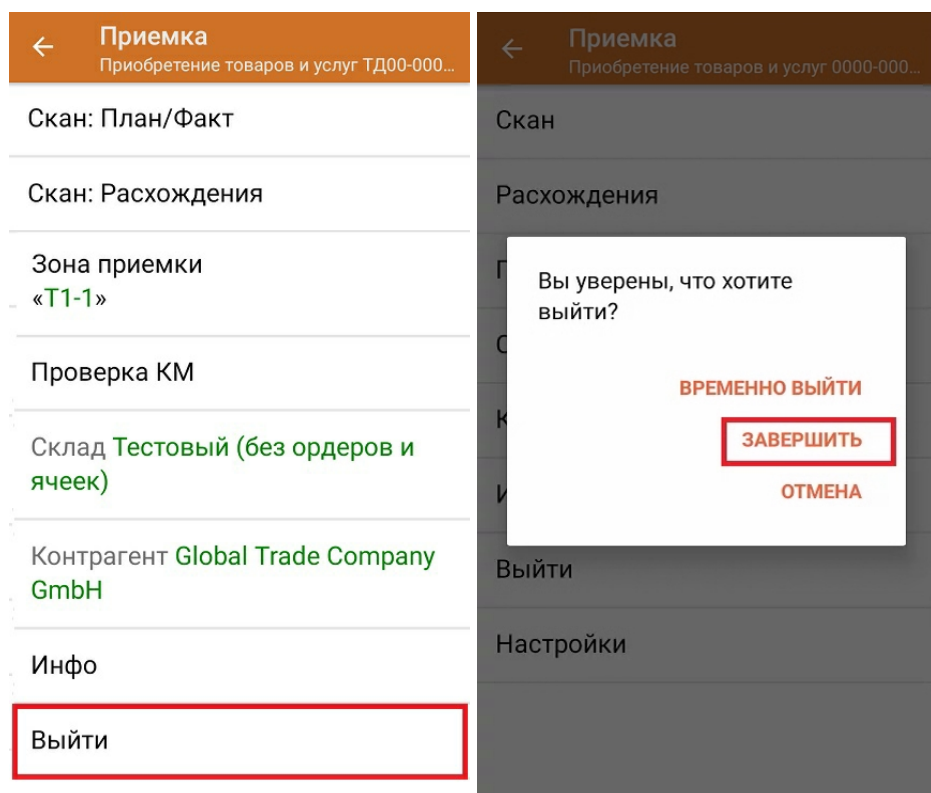 Приемка
Приобретение товаров и услуг ТД00-000...
Скан: План/Факт
Скан: Расхождения
Зона приемки
«Т1-1»
Проверка КМ
Склад Тестовый (без ордеров и
ячеек)
Контрагент Global Trade Company
GmbH
Инфо
Выйти
Приемка
Приобретение товаров и услуг 0000-000...
Скан
Расхождения
Вы уверены, что хотите
выйти?
ВРЕМЕННО ВЫЙТИ
ЗАВЕРШИТЬ
ОТМЕНА
Выйти
Настройки